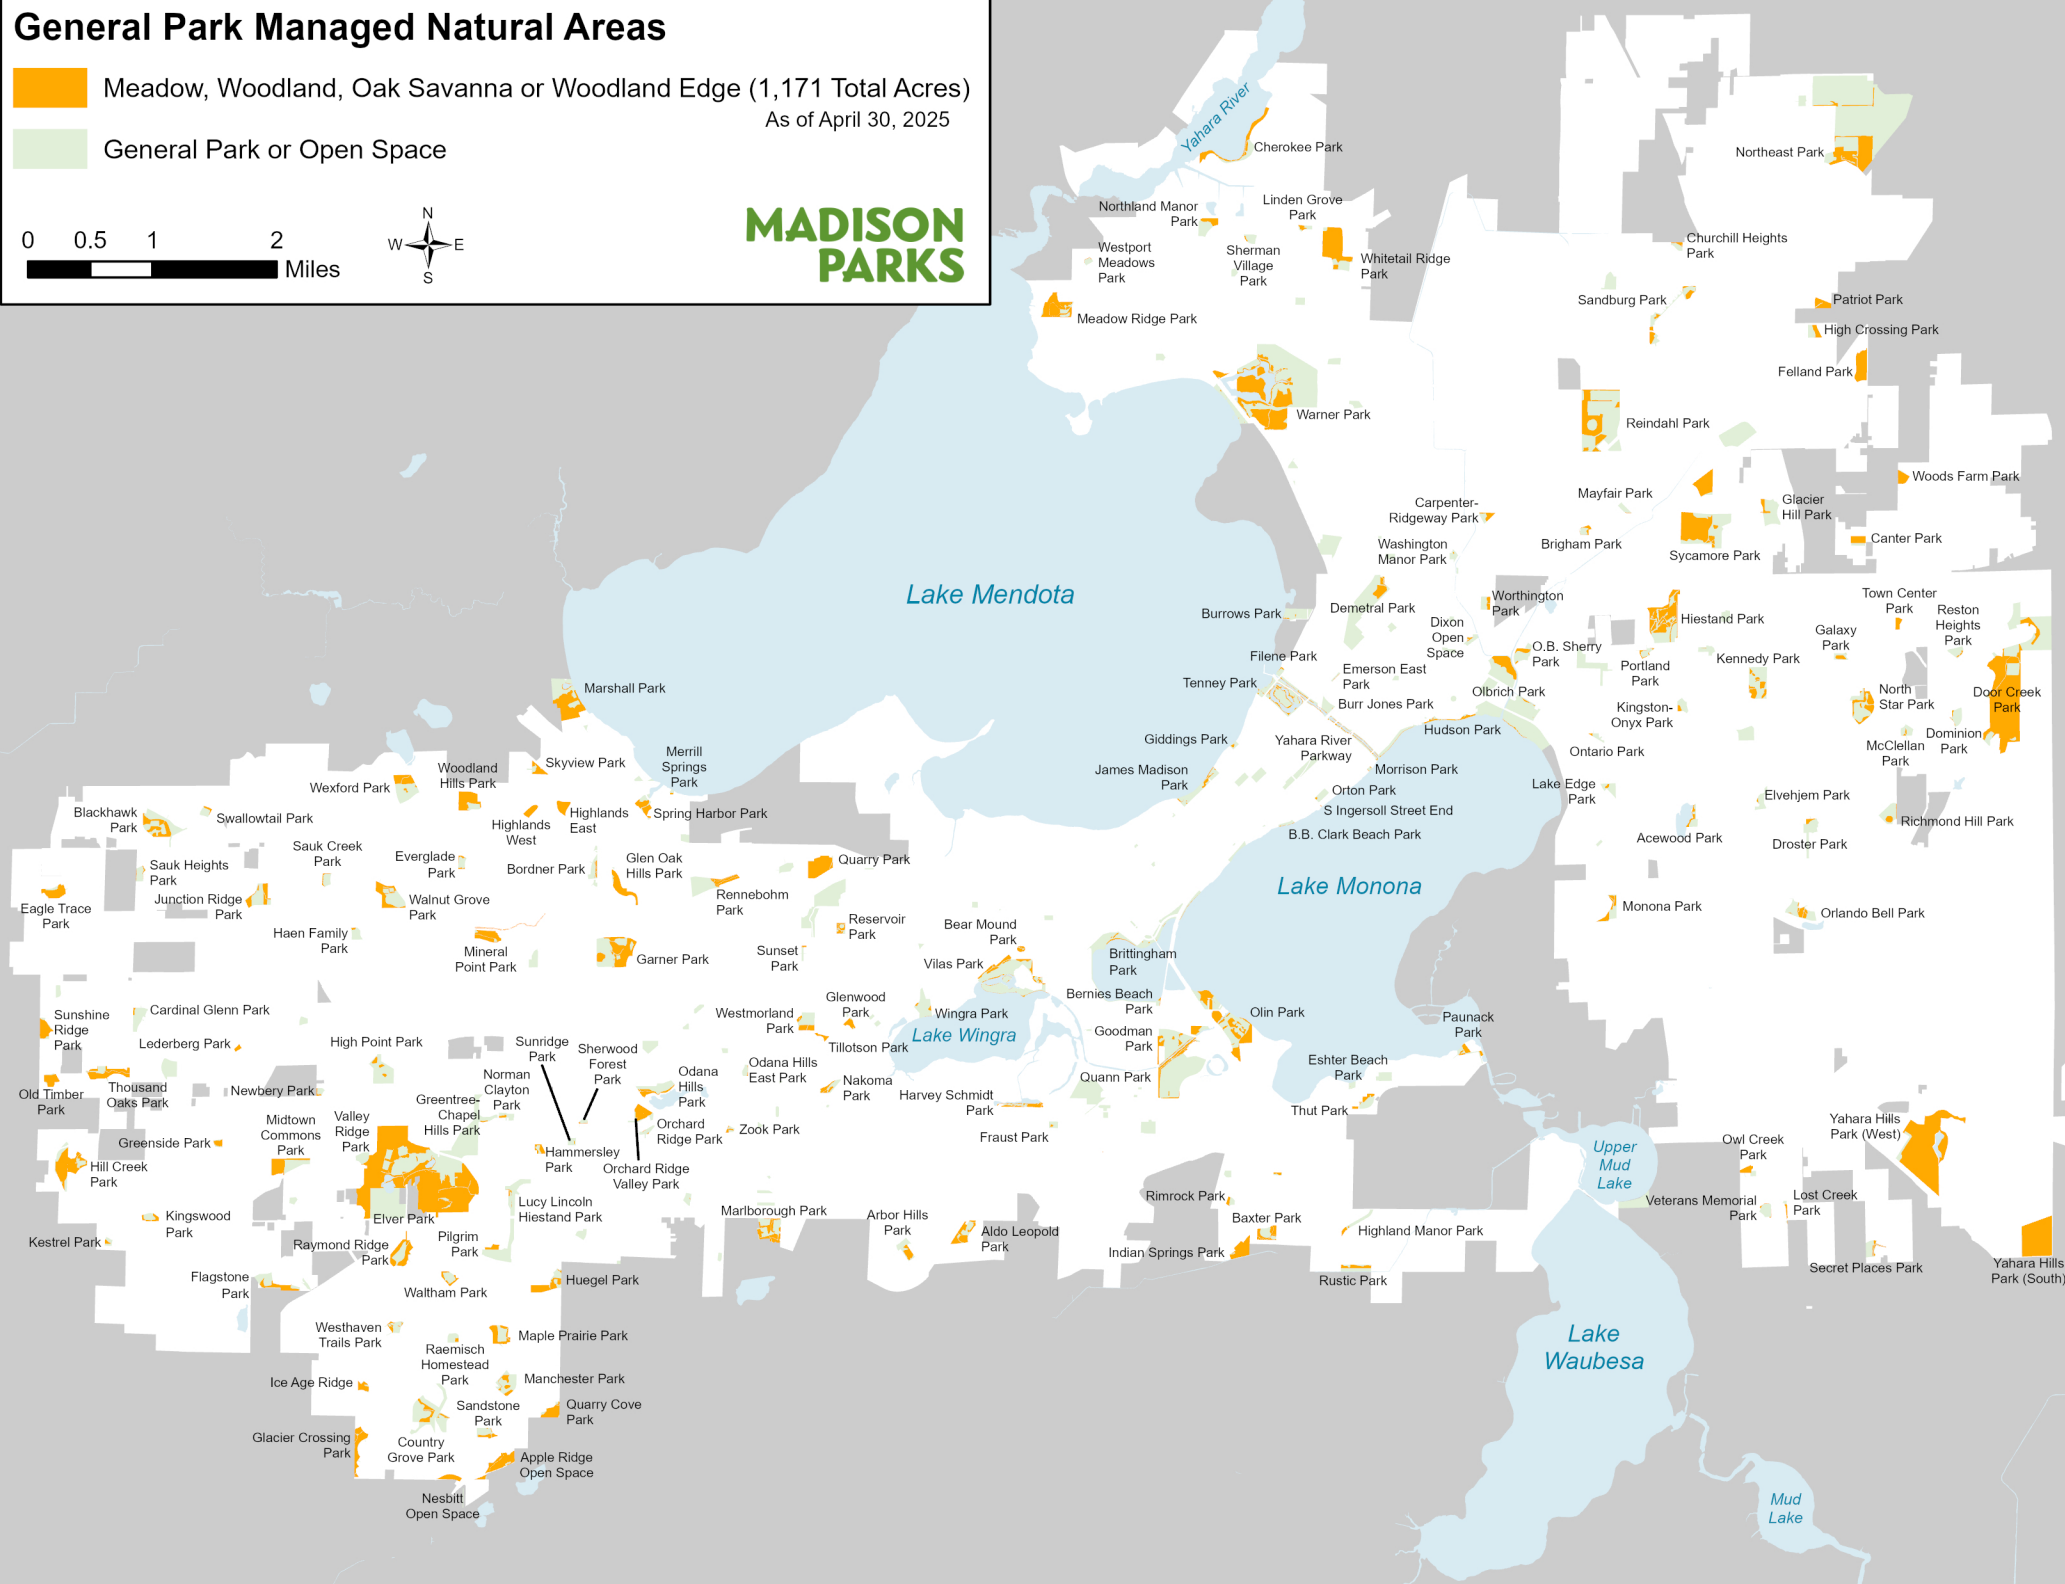 General Park Managed Natural Areas
Meadow, Woodland, Oak Savanna or Woodland Edge (1,171 Total Acres)
As of April 30, 2025
General Park or Open Space
0 0.5 1 2
Miles
N
W E
S
MADISON
PARKS
Yahara River
Cherokee Park
Northeast Park
Northland Manor
Park
Linden Grove
Park
Westport
Meadows
Park
Sherman
Village
Park
Whitetail Ridge
Park
Churchill Heights
Park
Meadow Ridge Park
Sandburg Park
Patriot Park
High Crossing Park
Felland Park
Warner Park
Reindahl Park
Woods Farm Park
Mayfair Park
Carpenter-
Ridgeway Park
Glacier
Hill Park
Washington
Manor Park
Brigham Park
Sycamore Park
Canter Park
Lake Mendota
Burrows Park
Demetral Park
Worthington
Park
Dixon
Open
Space
Hiestand Park
Town Center
Park
Reston
Heights
Park
Galaxy
Park
Filene Park
Tenney Park
Emerson East
Park
Burr Jones Park
O.B. Sherry
Park
Olbrich Park
Portland
Park
Kennedy Park
Kingston-
Onyx Park
North
Star Park
Door Creek
Park
Dominion
Park
McClellan
Park
Marshall Park
Giddings Park
Yahara River
Parkway
Hudson Park
Ontario Park
James Madison
Park
Morrison Park
Orton Park
S Ingersoll Street End
B.B. Clark Beach Park
Lake Edge
Park
Elvehjem Park
Acewood Park
Droster Park
Richmond Hill Park
Merrill
Springs
Park
Skyview Park
Woodland
Hills Park
Wexford Park
Blackhawk
Park
Swallowtail Park
Highlands
West
Highlands
East
Spring Harbor Park
Sauk Creek
Park
Sauk Heights
Park
Everglade
Park
Bordner Park
Glen Oak
Hills Park
Quarry Park
Junction Ridge
Park
Walnut Grove
Park
Rennebohm
Park
Eagle Trace
Park
Lake Monona
Monona Park
Orlando Bell Park
Haen Family
Park
Mineral
Point Park
Garner Park
Reservoir
Park
Sunset
Park
Bear Mound
Park
Vilas Park
Brittingham
Park
Bernies Beach
Park
Sunshine
Ridge
Park
Cardinal Glenn Park
Lederberg Park
High Point Park
Sunridge
Park
Sherwood
Forest
Park
Westmorland
Park
Glenwood
Park
Wingra Park
Lake Wingra
Tillotson Park
Goodman
Park
Olin Park
Paunack
Park
Old Timber
Park
Thousand
Oaks Park
Newbery Park
Norman
Clayton
Park
Odana
Hills
Park
Odana Hills
East Park
Nakoma
Park
Quann Park
Eshter Beach
Park
Harvey Schmidt
Park
Thut Park
Greentree-
Chapel
Hills Park
Midtown
Commons
Park
Valley
Ridge
Park
Greenside Park
Orchard
Ridge Park
Zook Park
Fraust Park
Hill Creek
Park
Hammersley
Park
Orchard Ridge
Valley Park
Upper
Mud
Lake
Yahara Hills
Park (West)
Owl Creek
Park
Kingswood
Park
Elver Park
Lucy Lincoln
Hiestand Park
Marlborough Park
Arbor Hills
Park
Aldo Leopold
Park
Rimrock Park
Baxter Park
Highland Manor Park
Veterans Memorial
Park
Lost Creek
Park
Kestrel Park
Raymond Ridge
Park
Pilgrim
Park
Indian Springs Park
Rustic Park
Secret Places Park
Yahara Hills
Park (South)
Flagstone
Park
Waltham Park
Huegel Park
Westhaven
Trails Park
Raemisch
Homestead
Park
Maple Prairie Park
Lake
Waubesa
Ice Age Ridge
Manchester Park
Sandstone
Park
Quarry Cove
Park
Glacier Crossing
Park
Country
Grove Park
Apple Ridge
Open Space
Nesbitt
Open Space
Mud
Lake